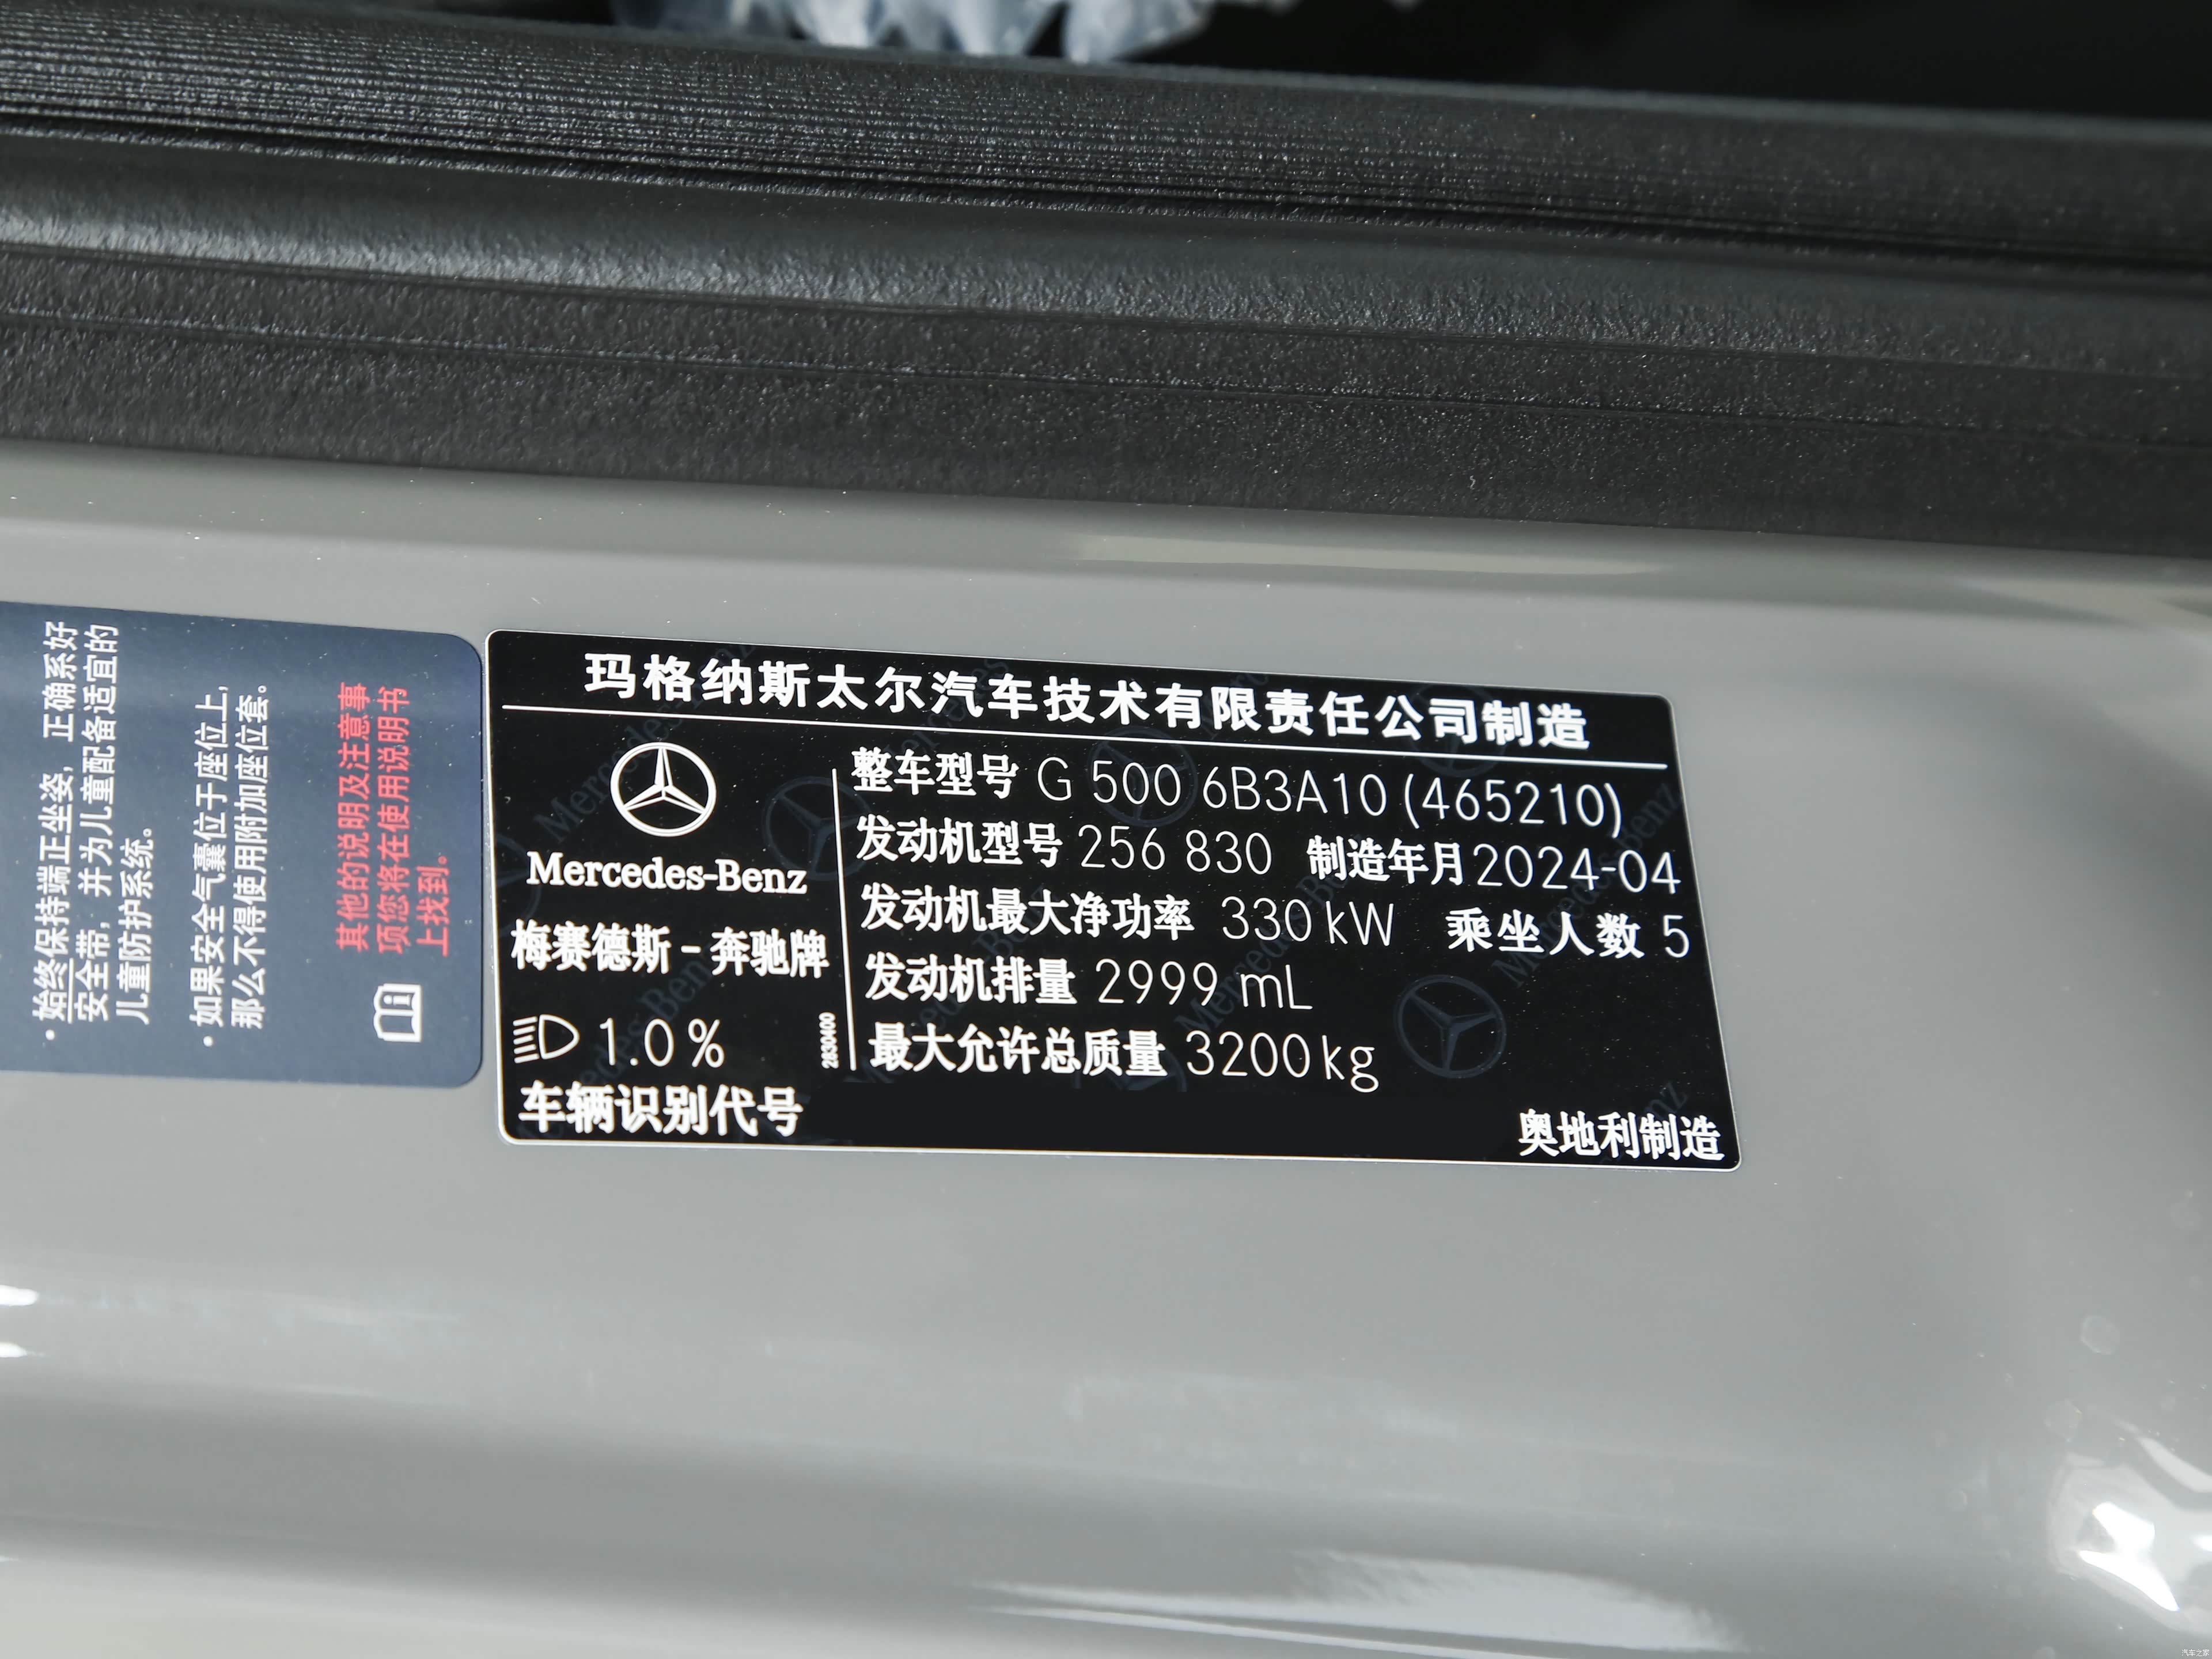 · 始终保持端正坐姿，正确系好
安全带，并为儿童配备适宜的
儿童防护系统。
· 如果安全气囊位于座位上，
那么不得使用附加座位套。
其他的说明及注意事
项您将在使用说明书
上找到。
玛格纳斯太尔汽车技术有限责任公司制造
Mercedes-Benz
梅赛德斯-奔驰牌
1.0%
2830400
车辆识别代号
整车型号 G 500 6B3A10 (465210)
发动机型号 256 830 制造年月 2024-04
发动机最大净功率 330 kW 乘坐人数 5
发动机排量 2999 mL
最大允许总质量 3200 kg
奥地利制造
汽车之家